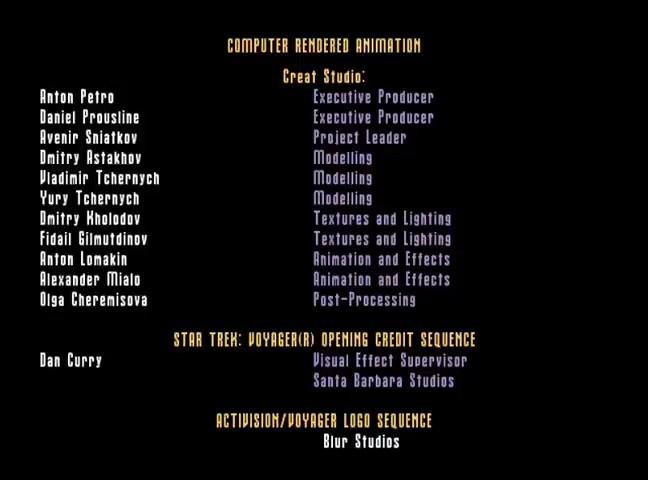 COMPUTER RENDERED ANIMATION
Creat Studio:
Anton Petro Executive Producer
Daniel Prousline Executive Producer
Avenir Sniatkov Project Leader
Dmitry Astakhov Modelling
Vladimir Tchernych Modelling
Yury Tchernych Modelling
Dmitry Kholodov Textures and Lighting
Fidail Gilmutdinov Textures and Lighting
Anton Lomakin Animation and Effects
Alexander Mialo Animation and Effects
Olga Cheremisova Post-Processing
STAR TREK: VOYAGER(R) OPENING CREDIT SEQUENCE
Dan Curry Visual Effect Supervisor
Santa Barbara Studios
ACTIVISION/VOYAGER LOGO SEQUENCE
Blur Studios